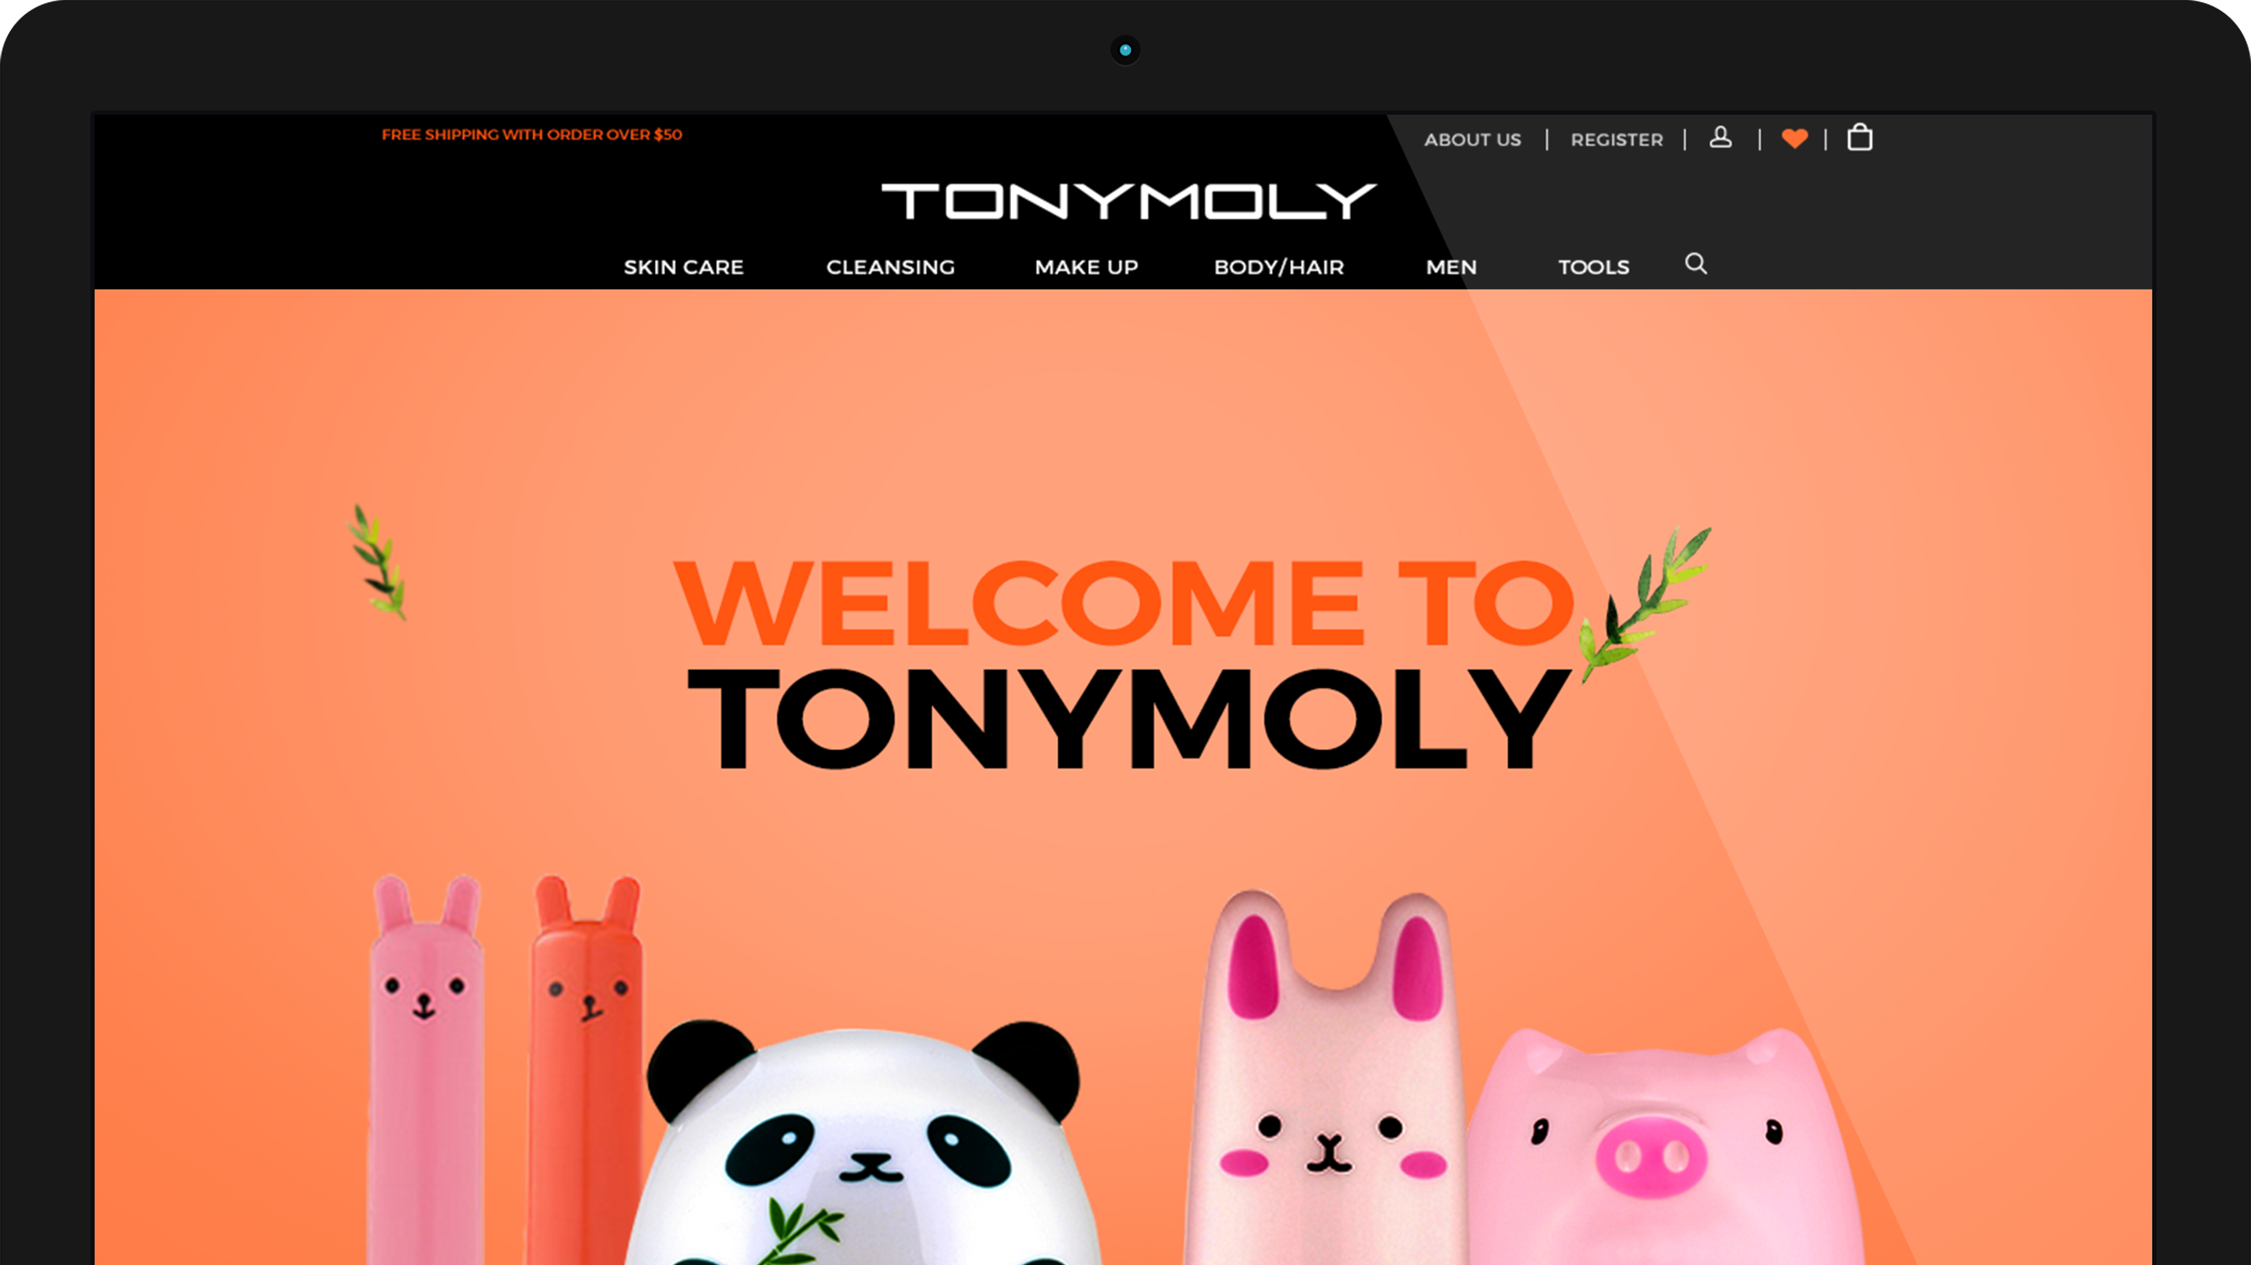 FREE SHIPPING WITH ORDER OVER $50
ABOUT US | REGISTER | | |
TONYMOLY
SKIN CARE CLEANSING MAKE UP BODY/HAIR MEN TOOLS
WELCOME TO
TONYMOLY